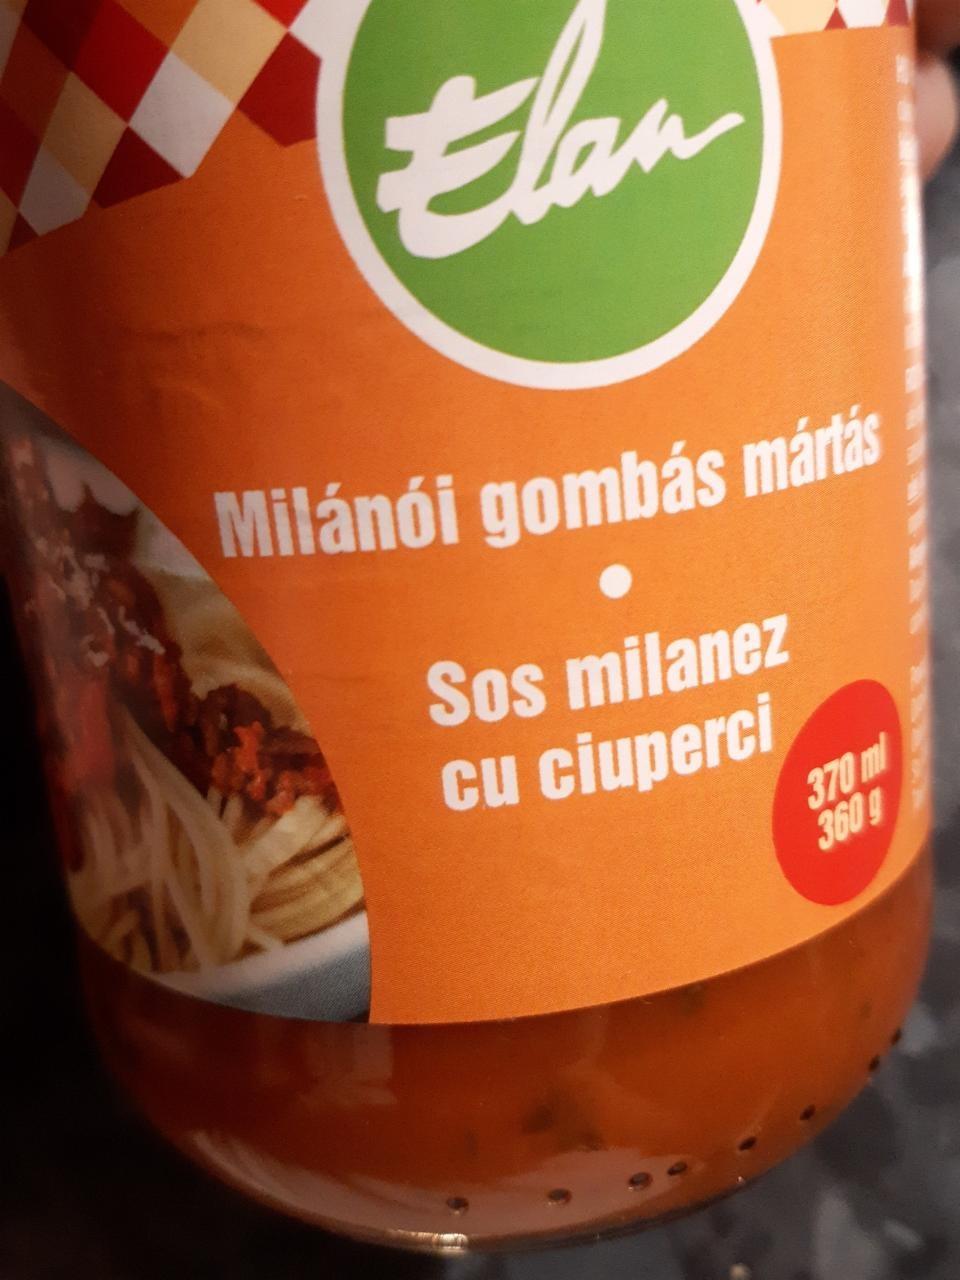 Elan
Milánói gombás mártás
Sos milanez
cu ciuperci
370 ml
360 g